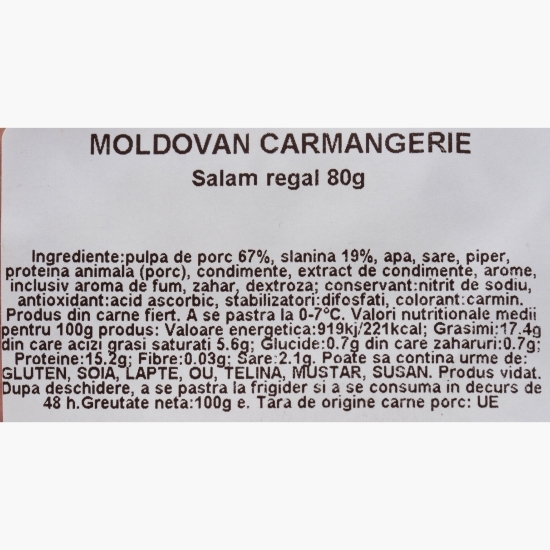 MOLDOVAN CARMANGERIE
Salam regal 80g
Ingrediente:pulpa de porc 67%, slanina 19%, apa, sare, piper,
proteina animala (porc), condimente, extract de condimente, arome,
inclusiv aroma de fum, zahar, dextroza; conservant:nitrit de sodiu,
antioxidant:acid ascorbic, stabilizatori:difosfati, colorant:carmin.
Produs din carne fiert. A se pastra la 0-7°C. Valori nutritionale medii
pentru 100g produs: Valoare energetica:919kj/221kcal; Grasimi:17.4g
din care acizi grasi saturati 5.6g; Glucide:0.7g din care zaharuri:0.7g;
Proteine:15.2g; Fibre:0.03g; Sare:2.1g. Poate sa contina urme de:
GLUTEN, SOIA, LAPTE, OU, TELINA, MUSTAR, SUSAN. Produs vidat.
Dupa deschidere, a se pastra la frigider si a se consuma in decurs de
48 h.Greutate neta:100g e. Tara de origine carne porc: UE